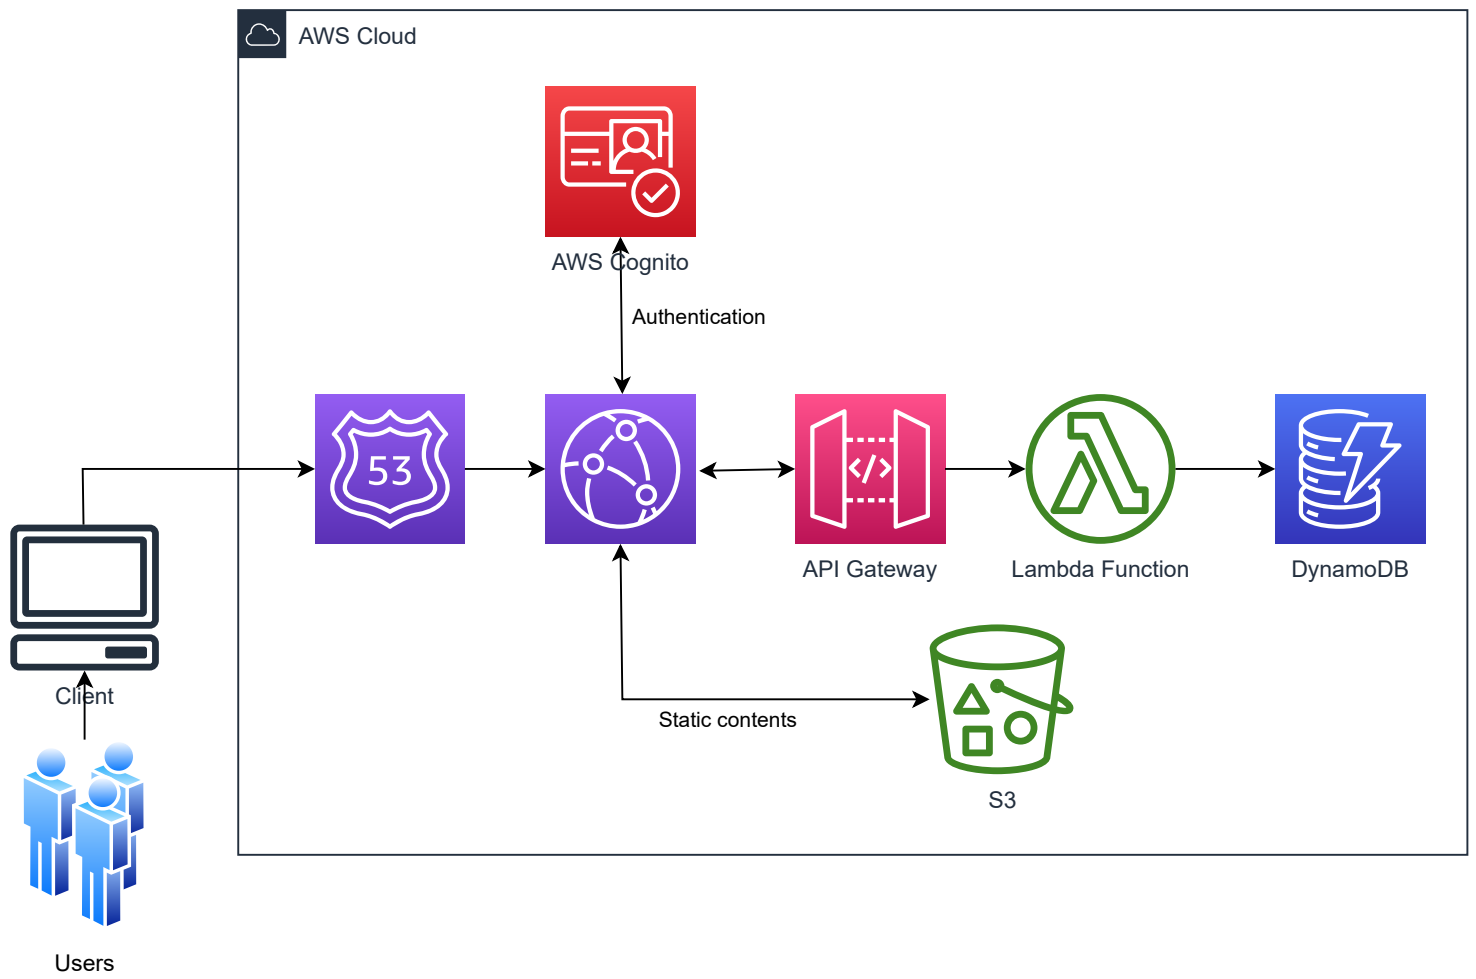 AWS Cloud
AWS Cognito
Authentication
53
</>
API Gateway
Lambda Function
DynamoDB
Client
Static contents
S3
Users